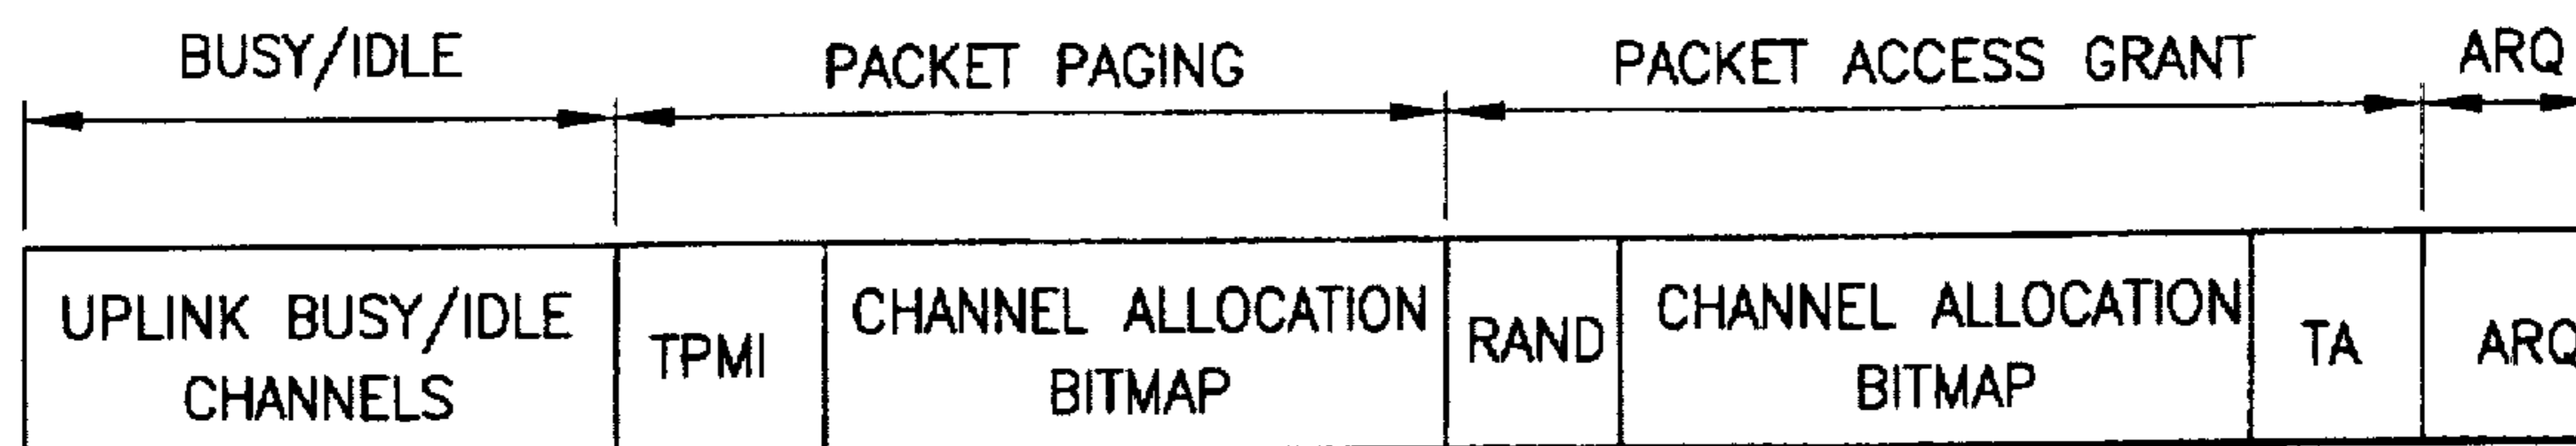 BUSY/IDLE
PACKET PAGING
PACKET ACCESS GRANT
ARQ
UPLINK BUSY/IDLE
CHANNELS
TPMI
CHANNEL ALLOCATION
BITMAP
RAND
CHANNEL ALLOCATION
BITMAP
TA
ARQ